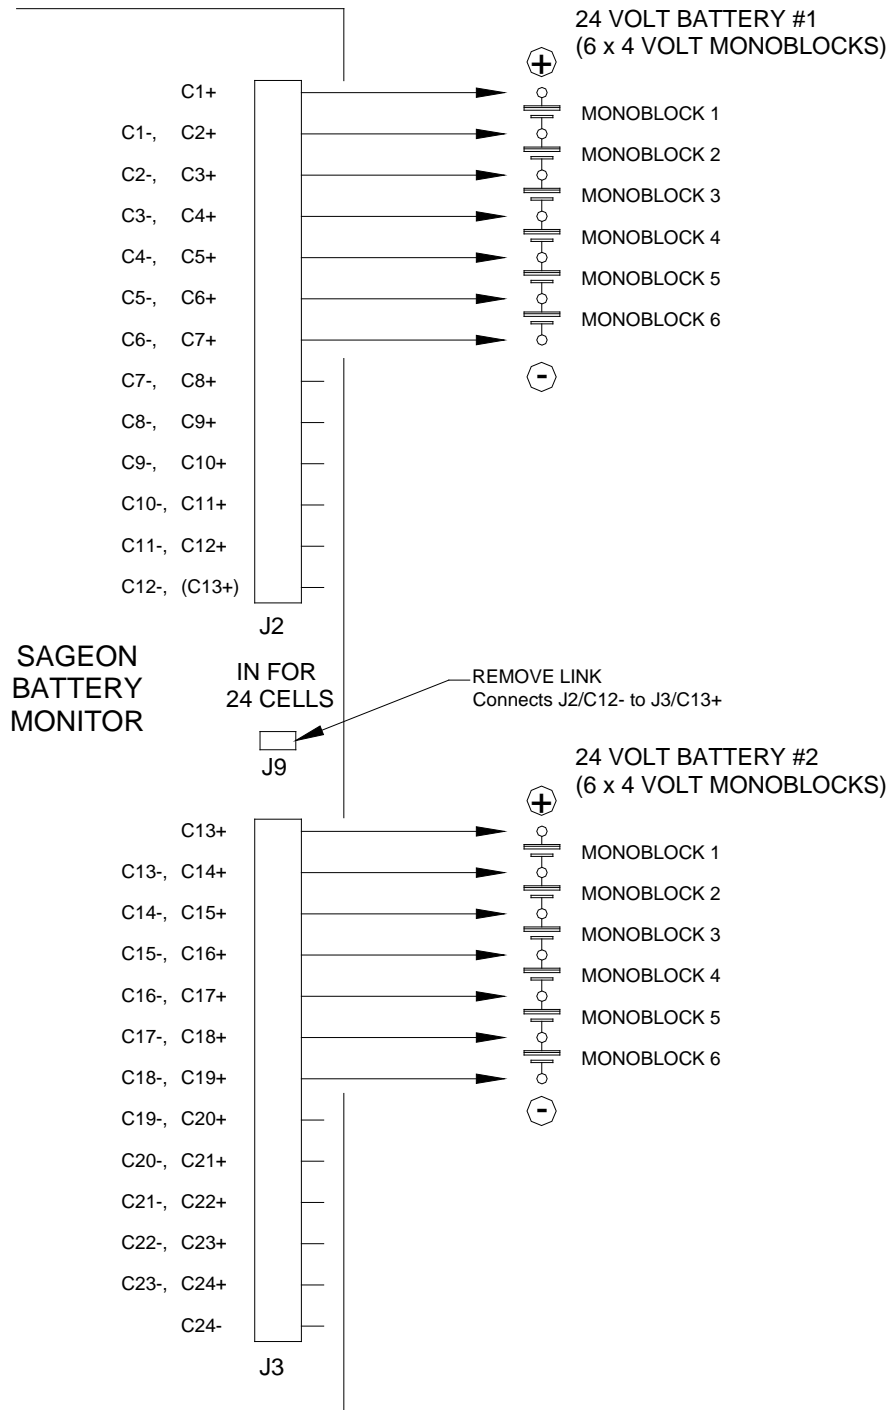 24 VOLT BATTERY #1
(6 x 4 VOLT MONOBLOCKS)
+
C1+
MONOBLOCK 1
C1-, C2+
MONOBLOCK 2
C2-, C3+
MONOBLOCK 3
C3-, C4+
MONOBLOCK 4
C4-, C5+
MONOBLOCK 5
C5-, C6+
MONOBLOCK 6
C6-, C7+
-
C7-, C8+
C8-, C9+
C9-, C10+
C10-, C11+
C11-, C12+
C12-, (C13+)
J2
SAGEON
BATTERY
MONITOR
IN FOR
24 CELLS
REMOVE LINK
Connects J2/C12- to J3/C13+
J9
24 VOLT BATTERY #2
(6 x 4 VOLT MONOBLOCKS)
+
C13+
MONOBLOCK 1
C13-, C14+
MONOBLOCK 2
C14-, C15+
MONOBLOCK 3
C15-, C16+
MONOBLOCK 4
C16-, C17+
MONOBLOCK 5
C17-, C18+
MONOBLOCK 6
C18-, C19+
-
C19-, C20+
C20-, C21+
C21-, C22+
C22-, C23+
C23-, C24+
C24-
J3